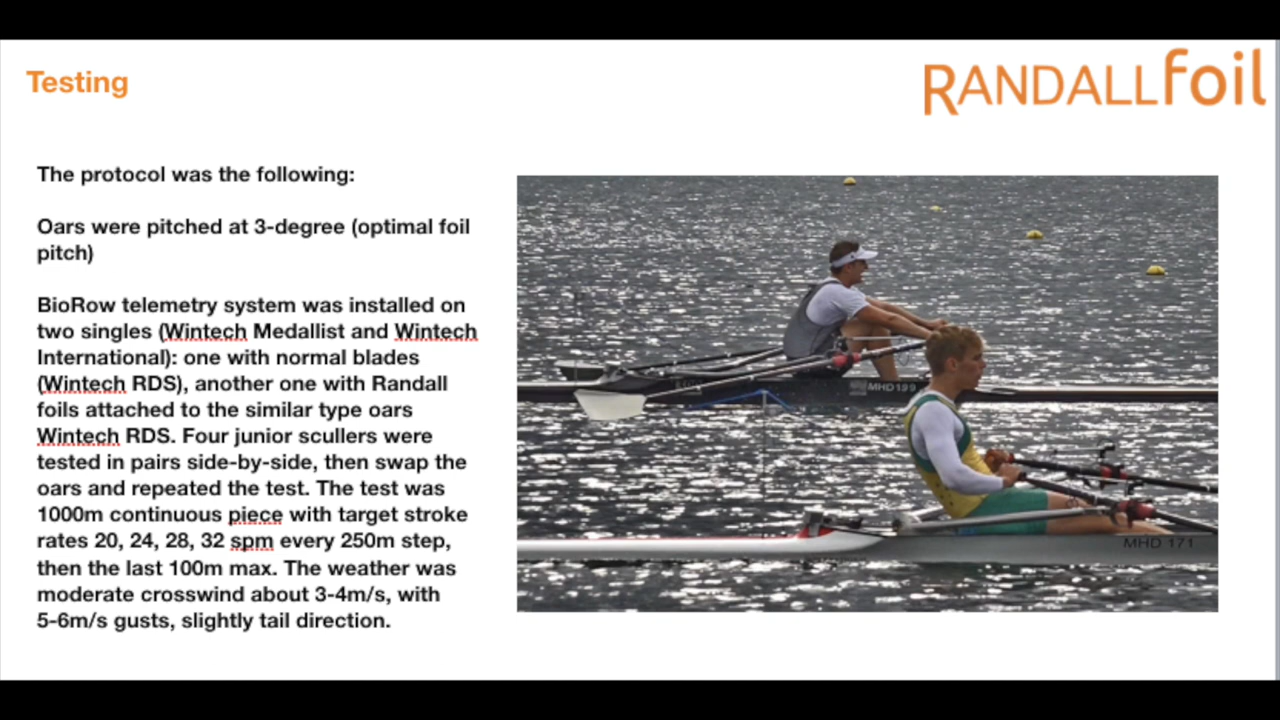 Testing
RANDALLfoil
The protocol was the following:
Oars were pitched at 3-degree (optimal foil
pitch)
BioRow telemetry system was installed on
two singles (Wintech Medallist and Wintech
International): one with normal blades
(Wintech RDS), another one with Randall
foils attached to the similar type oars
Wintech RDS. Four junior scullers were
tested in pairs side-by-side, then swap the
oars and repeated the test. The test was
1000m continuous piece with target stroke
rates 20, 24, 28, 32 spm every 250m step,
then the last 100m max. The weather was
moderate crosswind about 3-4m/s, with
5-6m/s gusts, slightly tail direction.
MHD 199
MHD 171